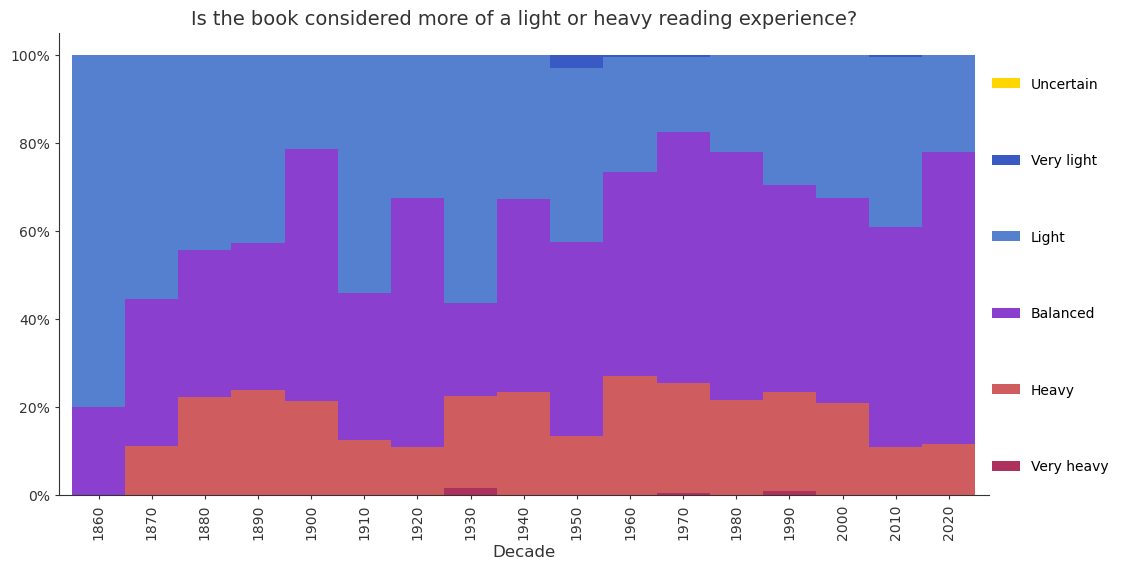 Is the book considered more of a light or heavy reading experience?
100%
80%
60%
40%
20%
0%
1860
1870
1880
1890
1900
1910
1920
1930
1940
1950
1960
1970
1980
1990
2000
2010
2020
Decade
Uncertain
Very light
Light
Balanced
Heavy
Very heavy